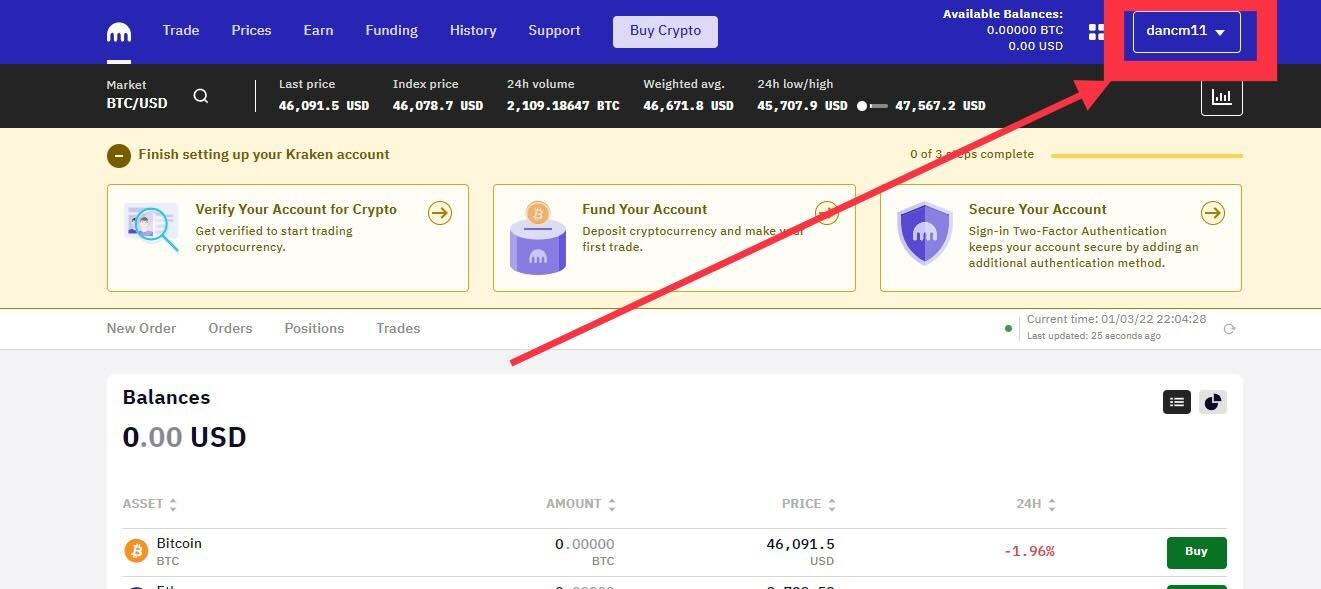 Trade Prices Earn Funding History Support Buy Crypto
Available Balances:
0.00000 BTC
0.00 USD
dancm11
Market
BTC/USD
Last price Index price 24h volume Weighted avg. 24h low/high
46,091.5 USD 46,078.7 USD 2,109.18647 BTC 46,671.8 USD 45,707.9 USD 47,567.2 USD
Finish setting up your Kraken account
0 of 3 steps complete
Verify Your Account for Crypto
Get verified to start trading
cryptocurrency.
Fund Your Account
Deposit cryptocurrency and make your
first trade.
Secure Your Account
Sign-in Two-Factor Authentication
keeps your account secure by adding an
additional authentication method.
New Order Orders Positions Trades
Current time: 01/03/22 22:04:28
Last updated: 25 seconds ago
Balances
0.00 USD
ASSET AMOUNT PRICE 24H
Bitcoin 0.00000 46,091.5 -1.96% Buy
BTC BTC USD